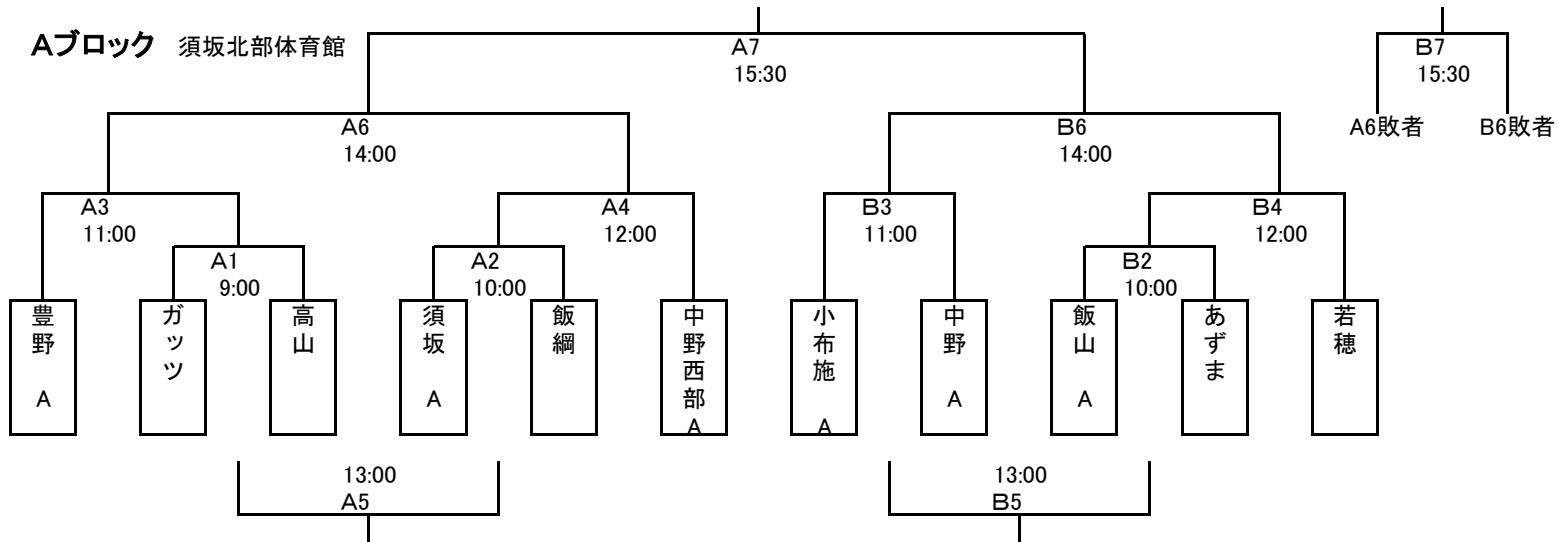 Aブロック 須坂北部体育館
A7
15:30
B7
15:30
A6敗者 B6敗者
A6
14:00
B6
14:00
A3
11:00
A4
12:00
B3
11:00
B4
12:00
A1
9:00
A2
10:00
B2
10:00
豊野 A
ガッツ
高山
須坂 A
飯綱
中野西部 A
小布施 A
中野 A
飯山 A
あずま
若穂
13:00
A5
13:00
B5